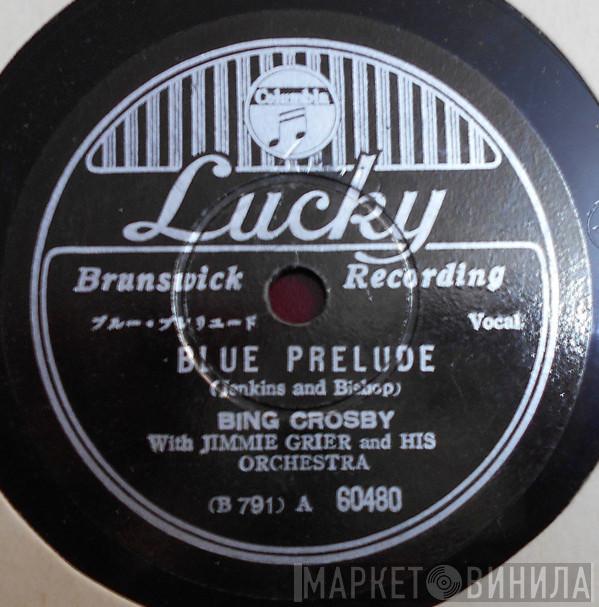 Columbia
Lucky
Brunswick Recording
ブルー・プレリユード Vocal
BLUE PRELUDE
(Jenkins and Bishop)
BING CROSBY
With JIMMIE GRIER and HIS
ORCHESTRA
(B 791) A 60480
МАРКЕТ ВИНИЛА